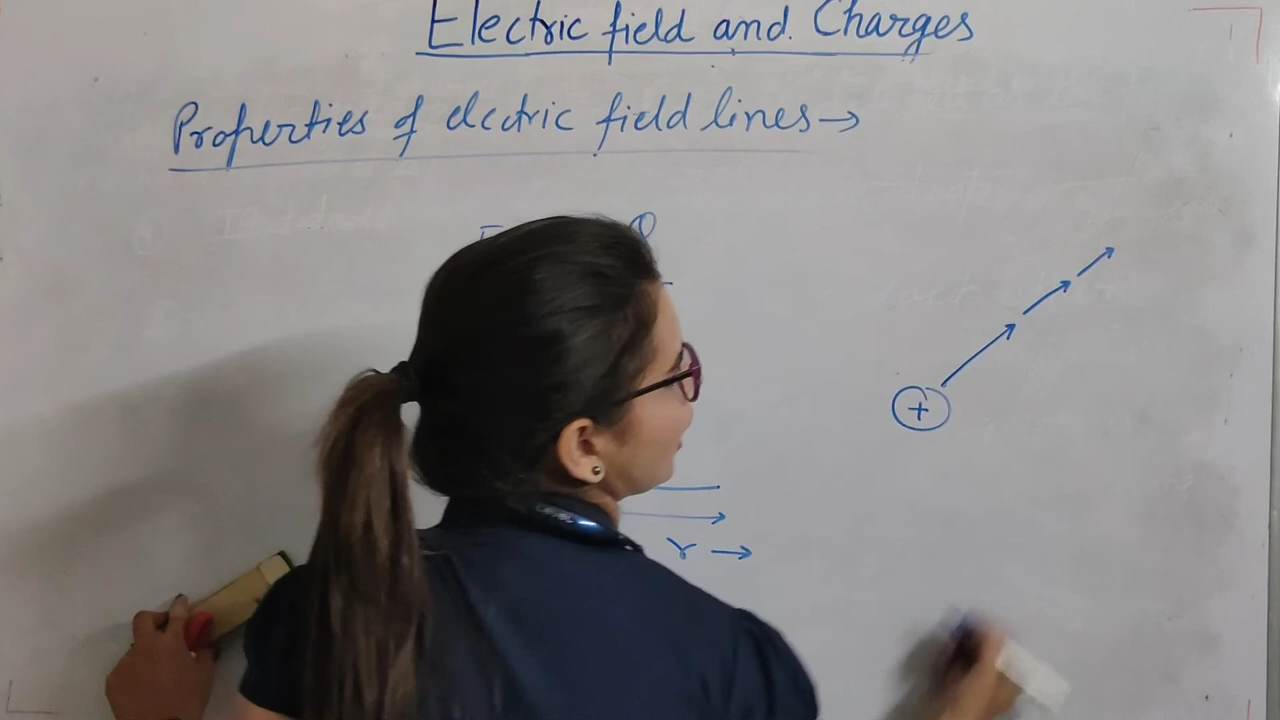 Electric field and Charges
Properties of electric field lines →
Q
+
r →